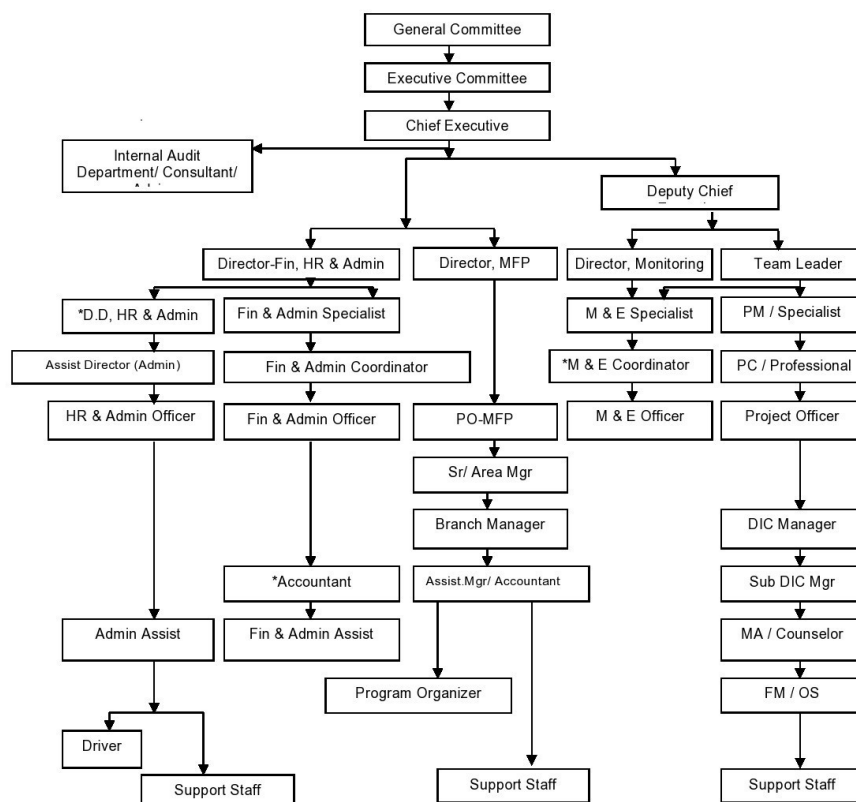 General Committee
Executive Committee
Chief Executive
Internal Audit
Department/ Consultant/
Deputy Chief
Director-Fin, HR & Admin
Director, MFP
Director, Monitoring
Team Leader
*D.D, HR & Admin
Fin & Admin Specialist
M & E Specialist
PM / Specialist
Assist Director (Admin)
Fin & Admin Coordinator
*M & E Coordinator
PC / Professional
HR & Admin Officer
Fin & Admin Officer
PO-MFP
M & E Officer
Project Officer
Sr/ Area Mgr
Branch Manager
DIC Manager
*Accountant
Assist.Mgr/ Accountant
Sub DIC Mgr
Admin Assist
Fin & Admin Assist
MA / Counselor
Program Organizer
FM / OS
Driver
Support Staff
Support Staff
Support Staff